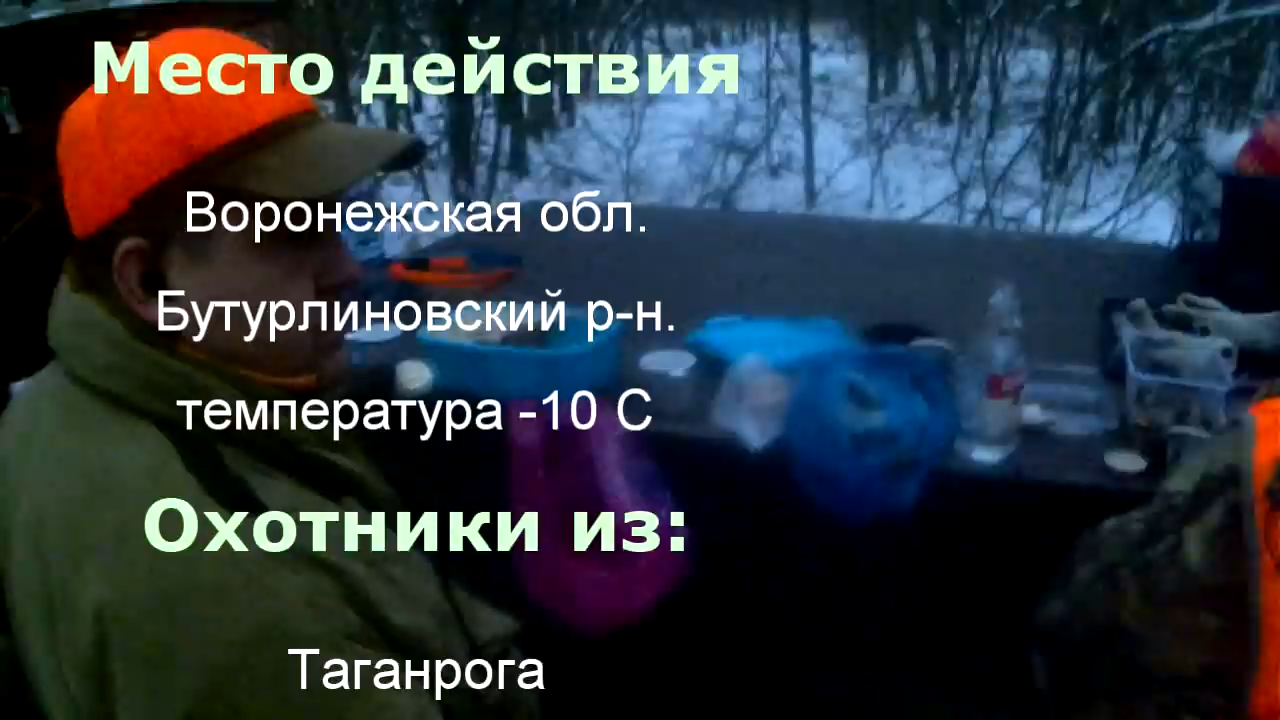 Место действия
Воронежская обл.
Бутурлиновский р-н.
температура -10 С
Охотники из:
Таганрога